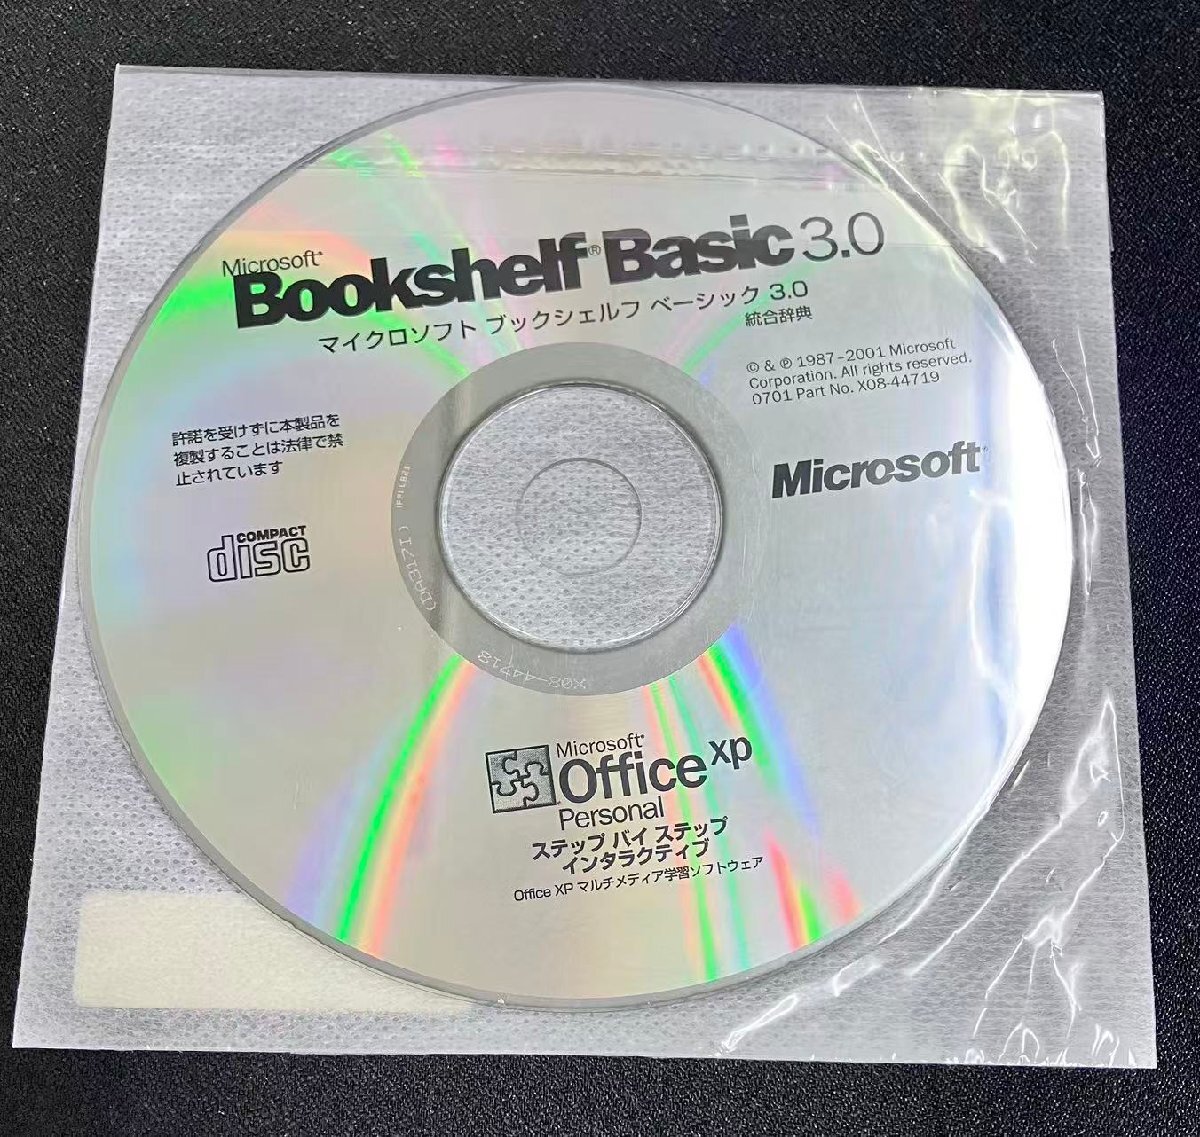 Microsoft®
Bookshelf® Basic 3.0
マイクロソフト ブックシェルフ ベーシック 3.0
統合辞典
© & ℗ 1987-2001 Microsoft
Corporation. All rights reserved.
0701 Part No. X08-44719
許諾を受けずに本製品を
複製することは法律で禁
止されています
Microsoft®
COMPACT
disc
X08-44718
Microsoft®
Office xp
Personal
ステップ バイ ステップ
インタラクティブ
Office XP マルチメディア学習ソフトウェア